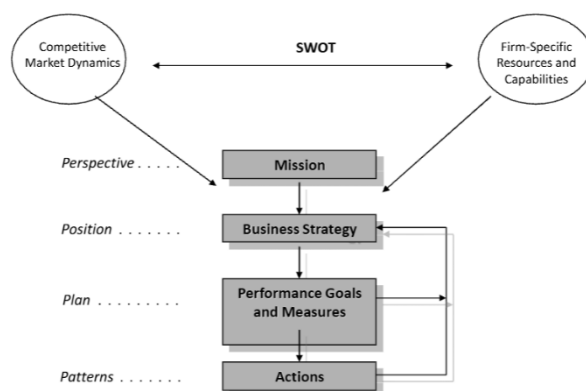 Competitive
Market Dynamics
SWOT
Firm-Specific
Resources and
Capabilities
Perspective . . . . .
Mission
Position . . . . . . .
Business Strategy
Plan . . . . . . . . .
Performance Goals
and Measures
Patterns . . . . . . .
Actions